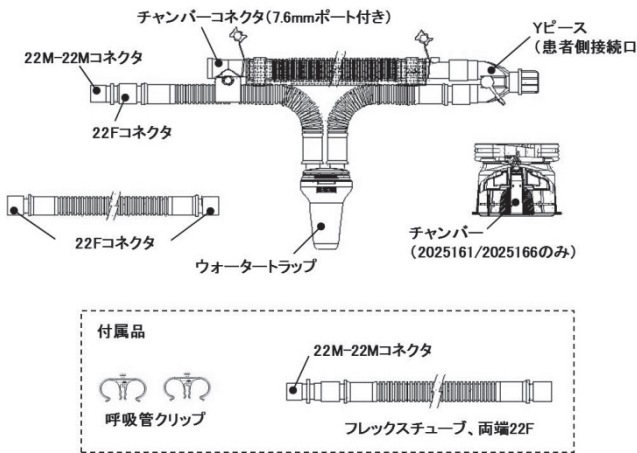 チャンバーコネクタ(7.6mmポート付き)
Yピース
(患者側接続口
22M-22Mコネクタ
22Fコネクタ
22Fコネクタ
ウォータートラップ
チャンバー
(2025161/2025166のみ)
付属品
22M-22Mコネクタ
呼吸管クリップ
フレックスチューブ、両端22F